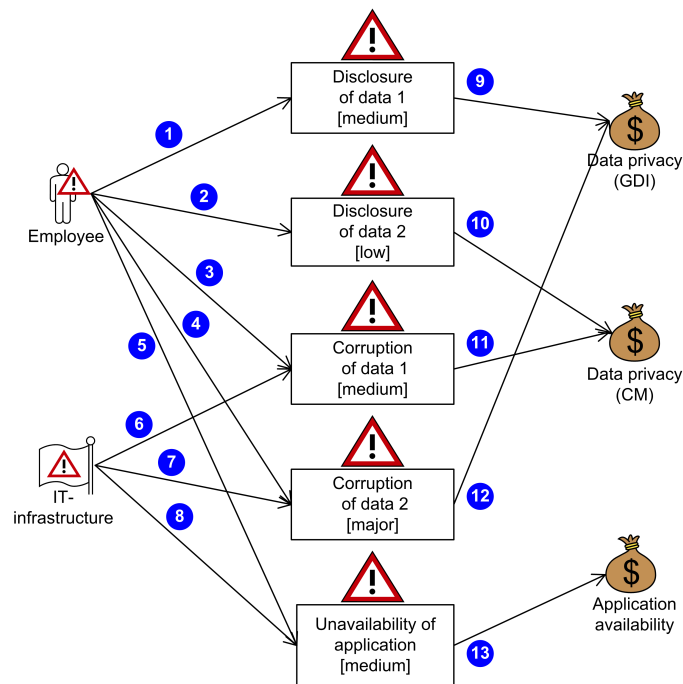 Disclosure
of data 1
[medium]
9
$
Data privacy
(GDI)
1
!
Employee
2
Disclosure
of data 2
[low]
10
3
4
5
Corruption
of data 1
[medium]
11
$
Data privacy
(CM)
6
7
8
!
IT-
infrastructure
Corruption
of data 2
[major]
12
$
Application
availability
Unavailability of
application
[medium]
13